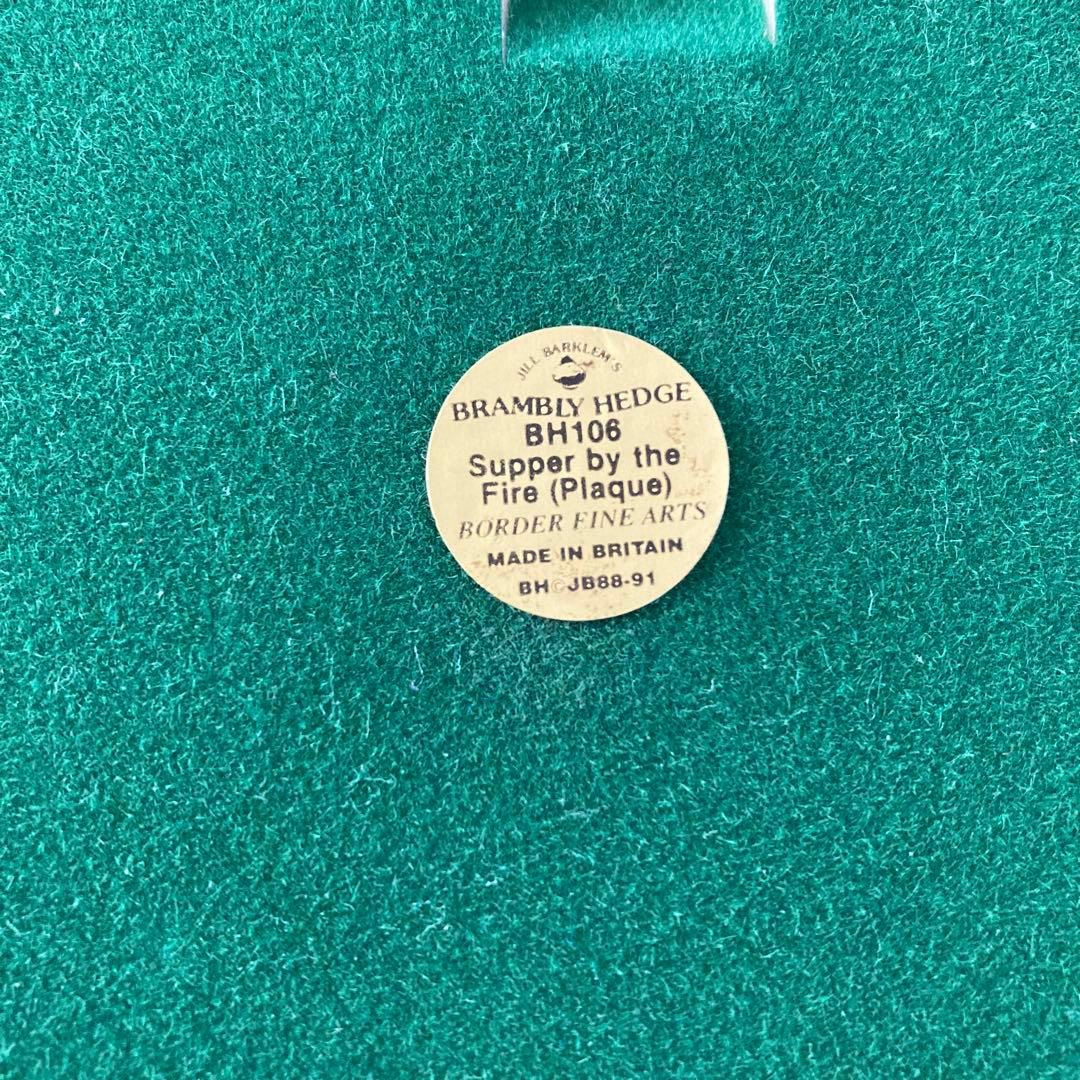 JILL BARKLEM'S
BRAMBLY HEDGE
BH106
Supper by the
Fire (Plaque)
BORDER FINE ARTS
MADE IN BRITAIN
BH©JB88-91